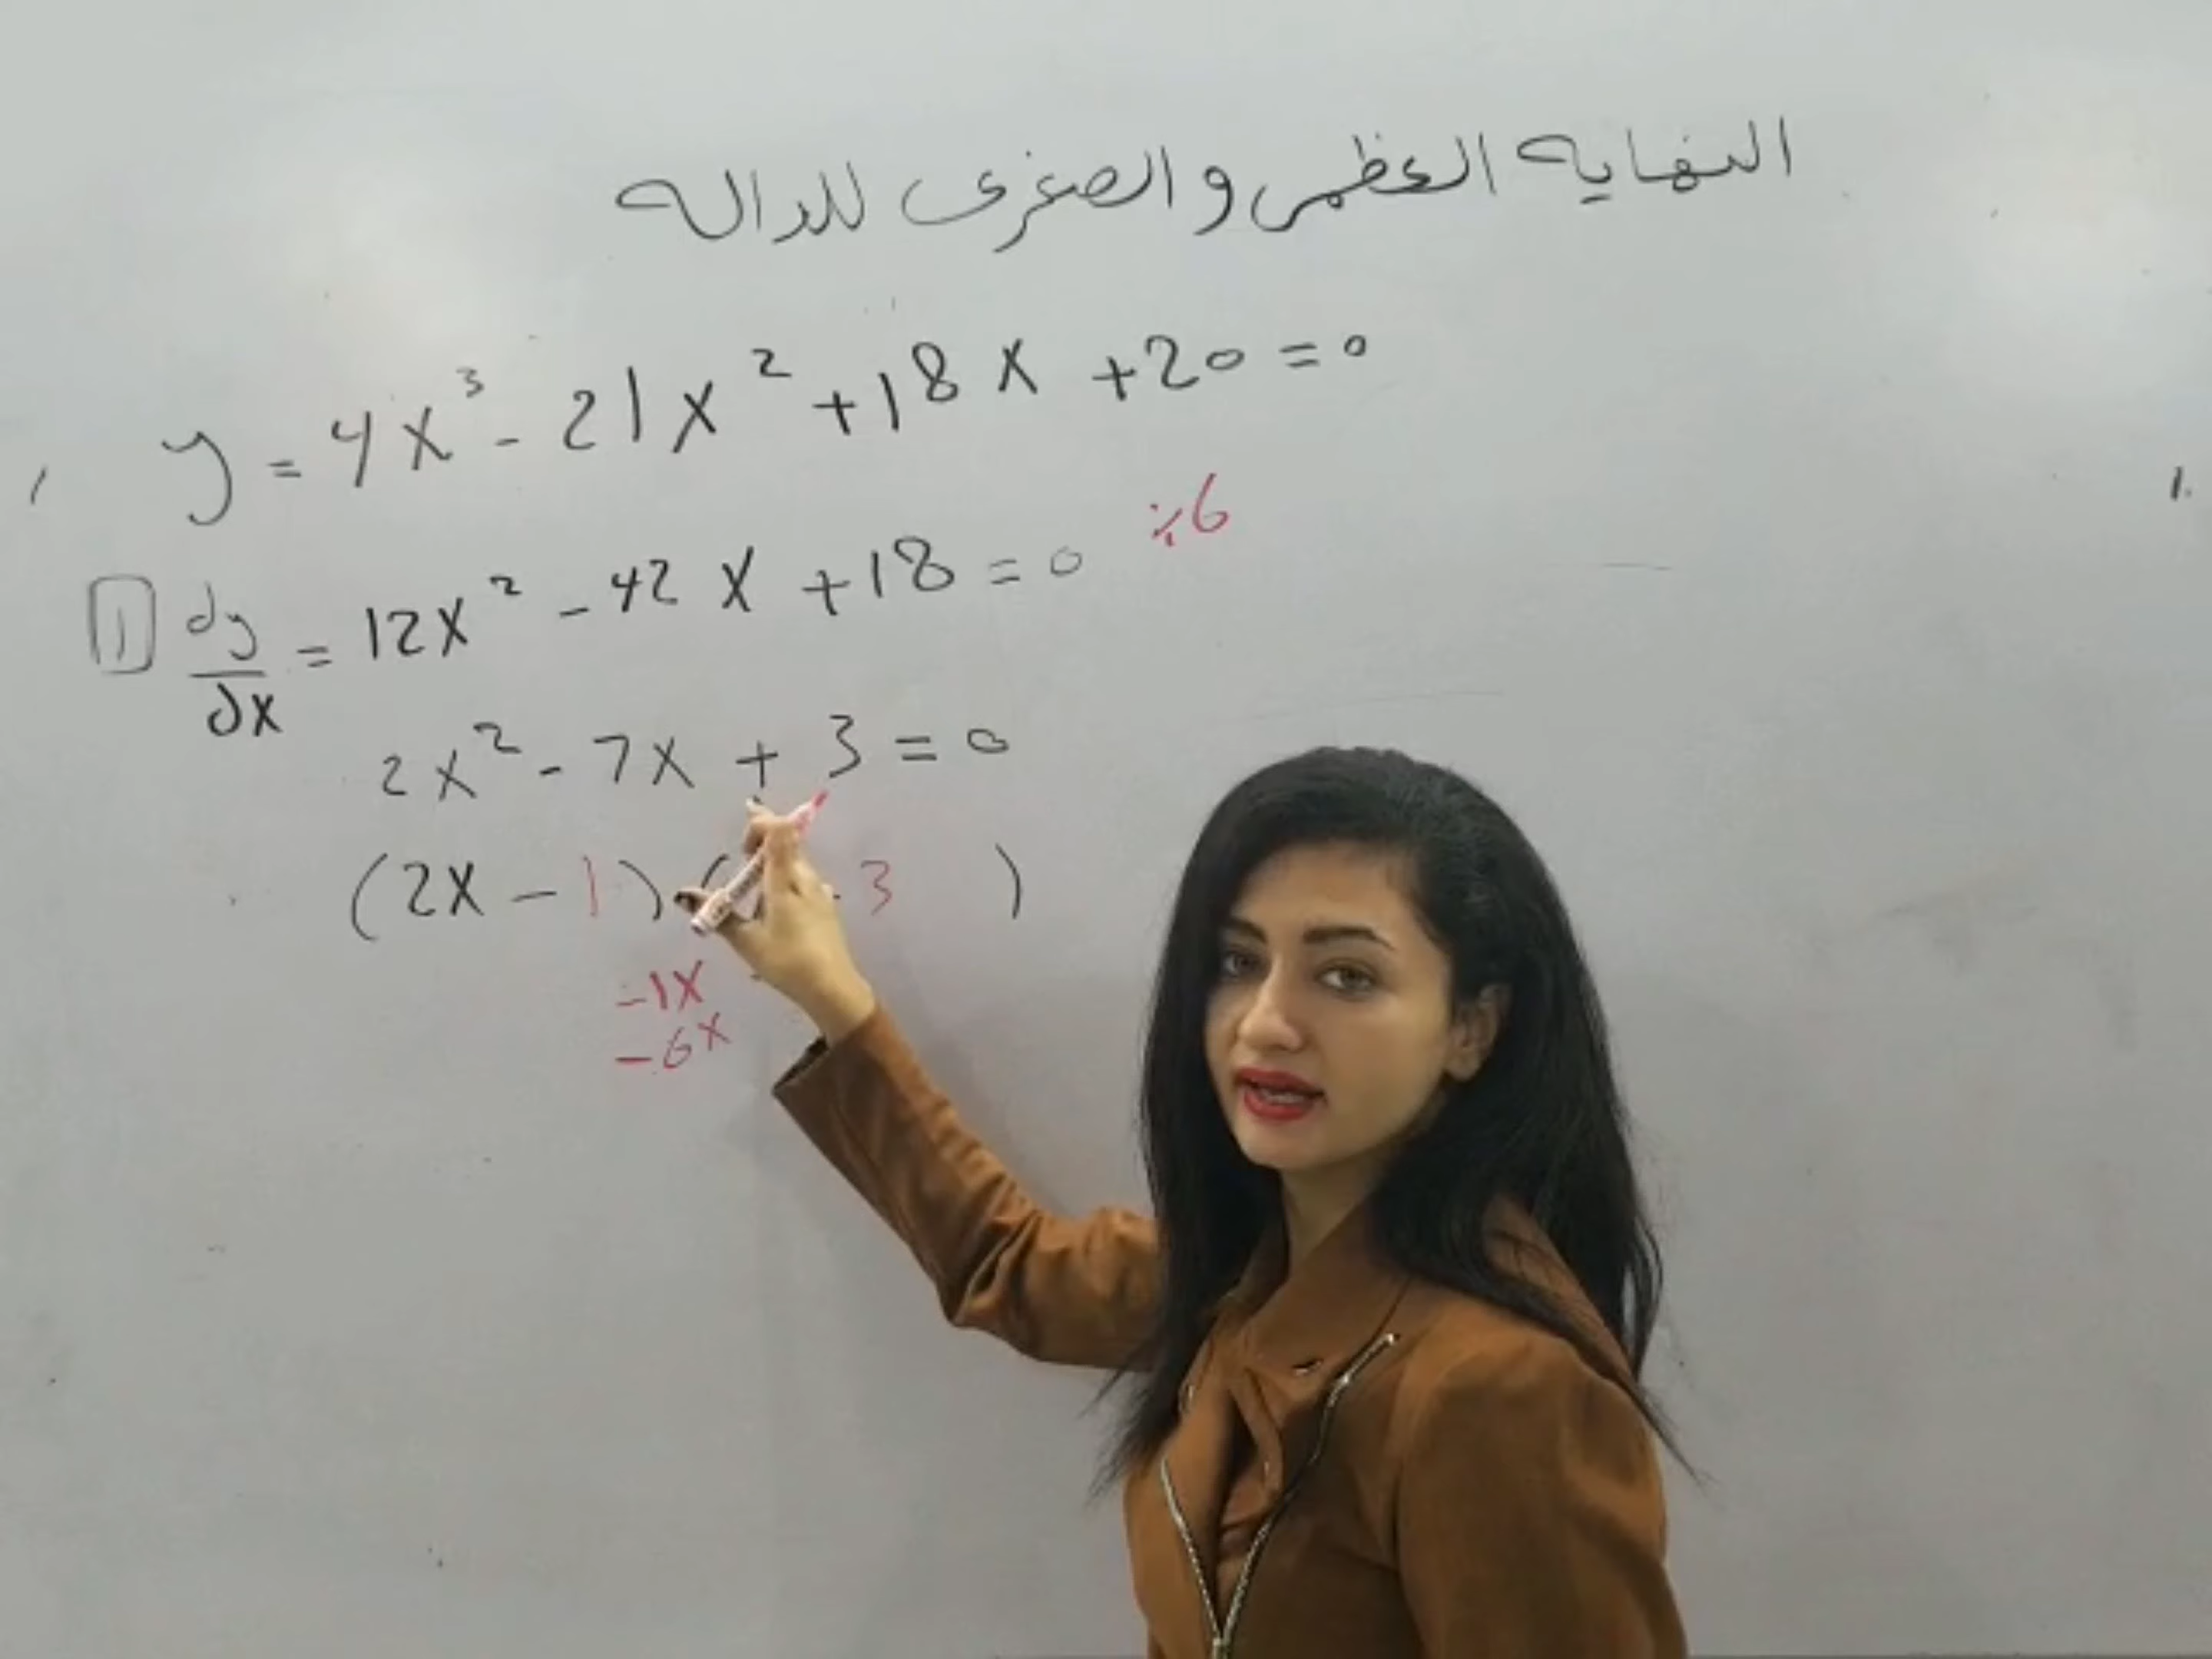 النهايه العظمى والصغرى للداله
y = 4x³ - 21x² + 18x + 20 = 0
÷6
1 dy/dx = 12x² - 42x + 18 = 0
2x² - 7x + 3 = 0
(2x - 1) ( - 3 )
-1x
-6x